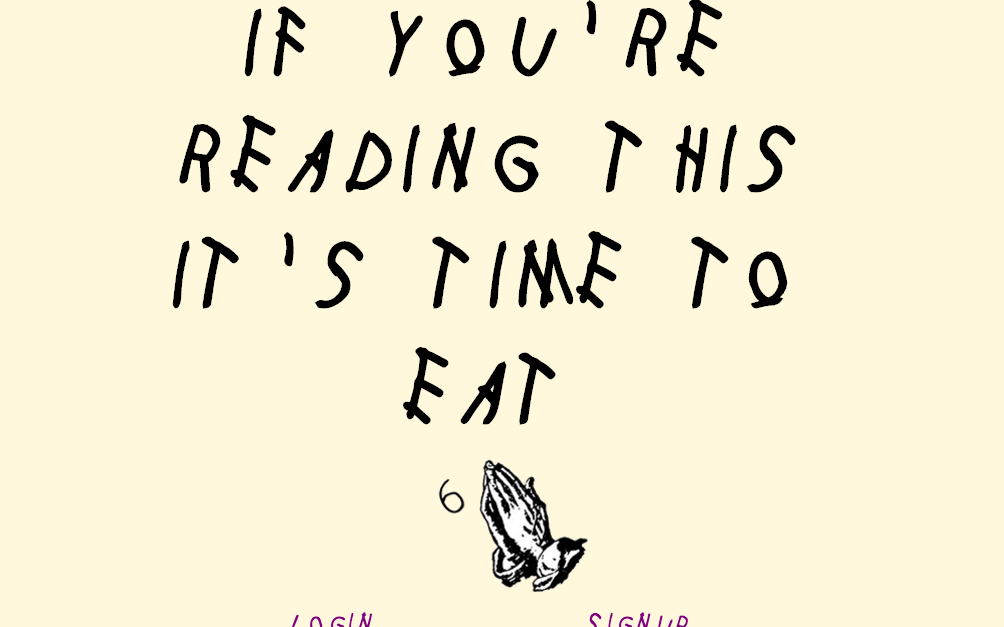 IF YOU'RE
READING THIS
IT'S TIME TO
EAT
6
LOGIN SIGNUP